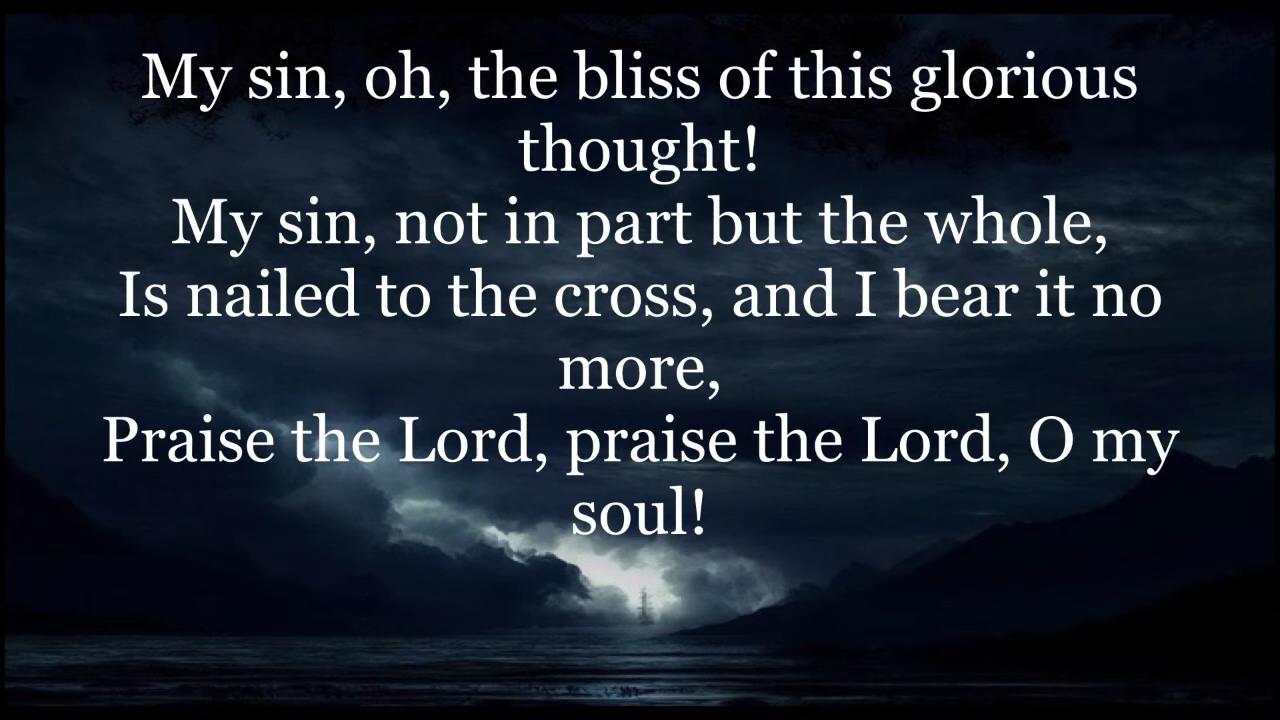 My sin, oh, the bliss of this glorious
thought!
My sin, not in part but the whole,
Is nailed to the cross, and I bear it no
more,
Praise the Lord, praise the Lord, O my
soul!